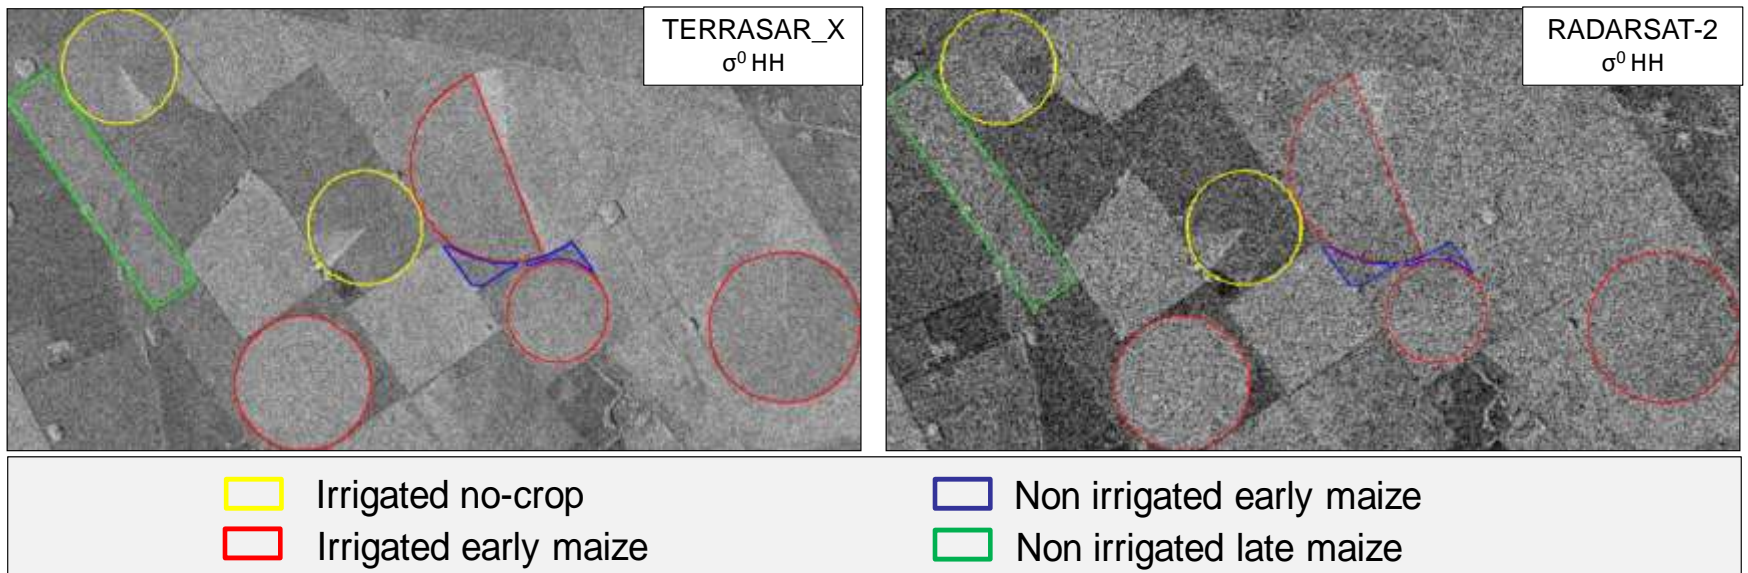 TERRASAR_X
σ⁰ HH
RADARSAT-2
σ⁰ HH
Irrigated no-crop
Non irrigated early maize
Irrigated early maize
Non irrigated late maize